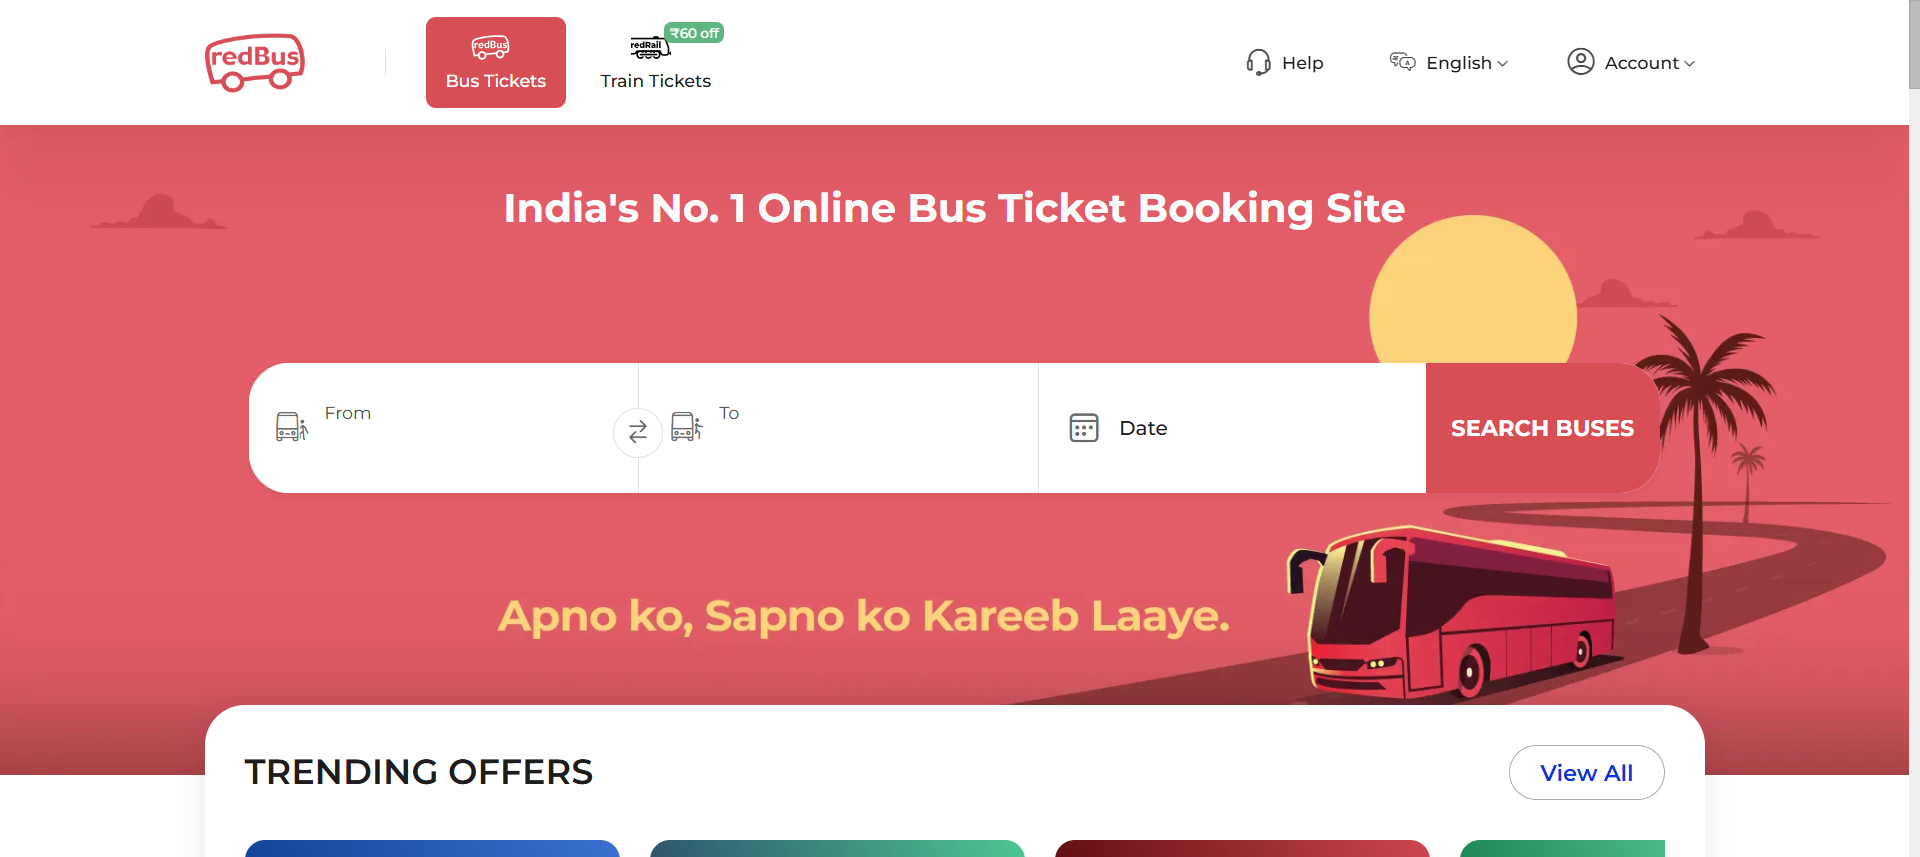 redBus
redBus
Bus Tickets
redRail
₹60 off
Train Tickets
Help
English
Account
India's No. 1 Online Bus Ticket Booking Site
From
To
Date
SEARCH BUSES
Apno ko, Sapno ko Kareeb Laaye.
TRENDING OFFERS
View All